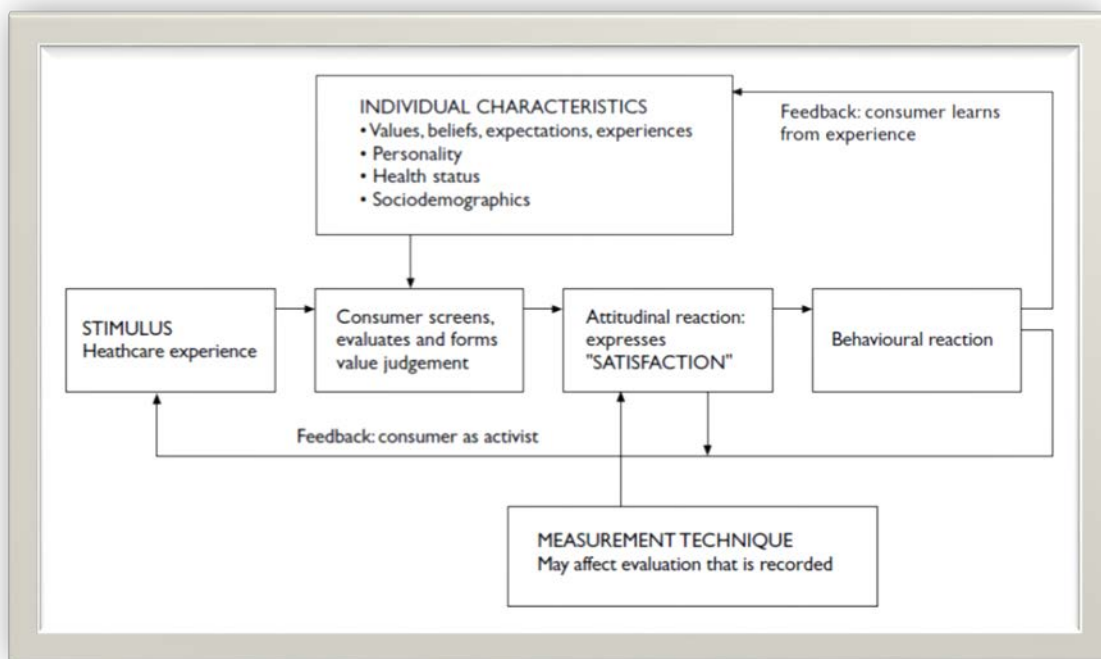 INDIVIDUAL CHARACTERISTICS
• Values, beliefs, expectations, experiences
• Personality
• Health status
• Sociodemographics
Feedback: consumer learns
from experience
STIMULUS
Heathcare experience
Consumer screens,
evaluates and forms
value judgement
Attitudinal reaction:
expresses
"SATISFACTION"
Behavioural reaction
Feedback: consumer as activist
MEASUREMENT TECHNIQUE
May affect evaluation that is recorded